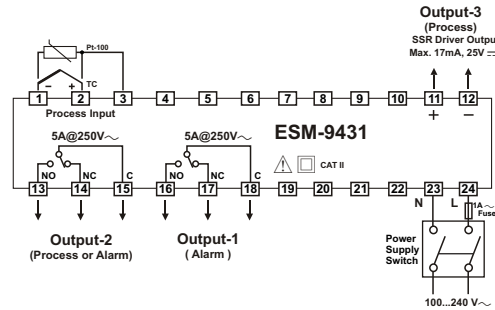 Output-3
(Process)
SSR Driver Outpu
Max. 17mA, 25V ⎓
Pt-100
− + TC
1 2 3 4 5 6 7 8 9 10 11 12
Process Input
+ −
5A@250V～ 5A@250V～
ESM-9431
CAT II
NO NC C NO NC C
N L
13 14 15 16 17 18 19 20 21 22 23 24
1A～
Fuse
Output-2
(Process or Alarm)
Output-1
( Alarm )
Power
Supply
Switch
100...240 V～